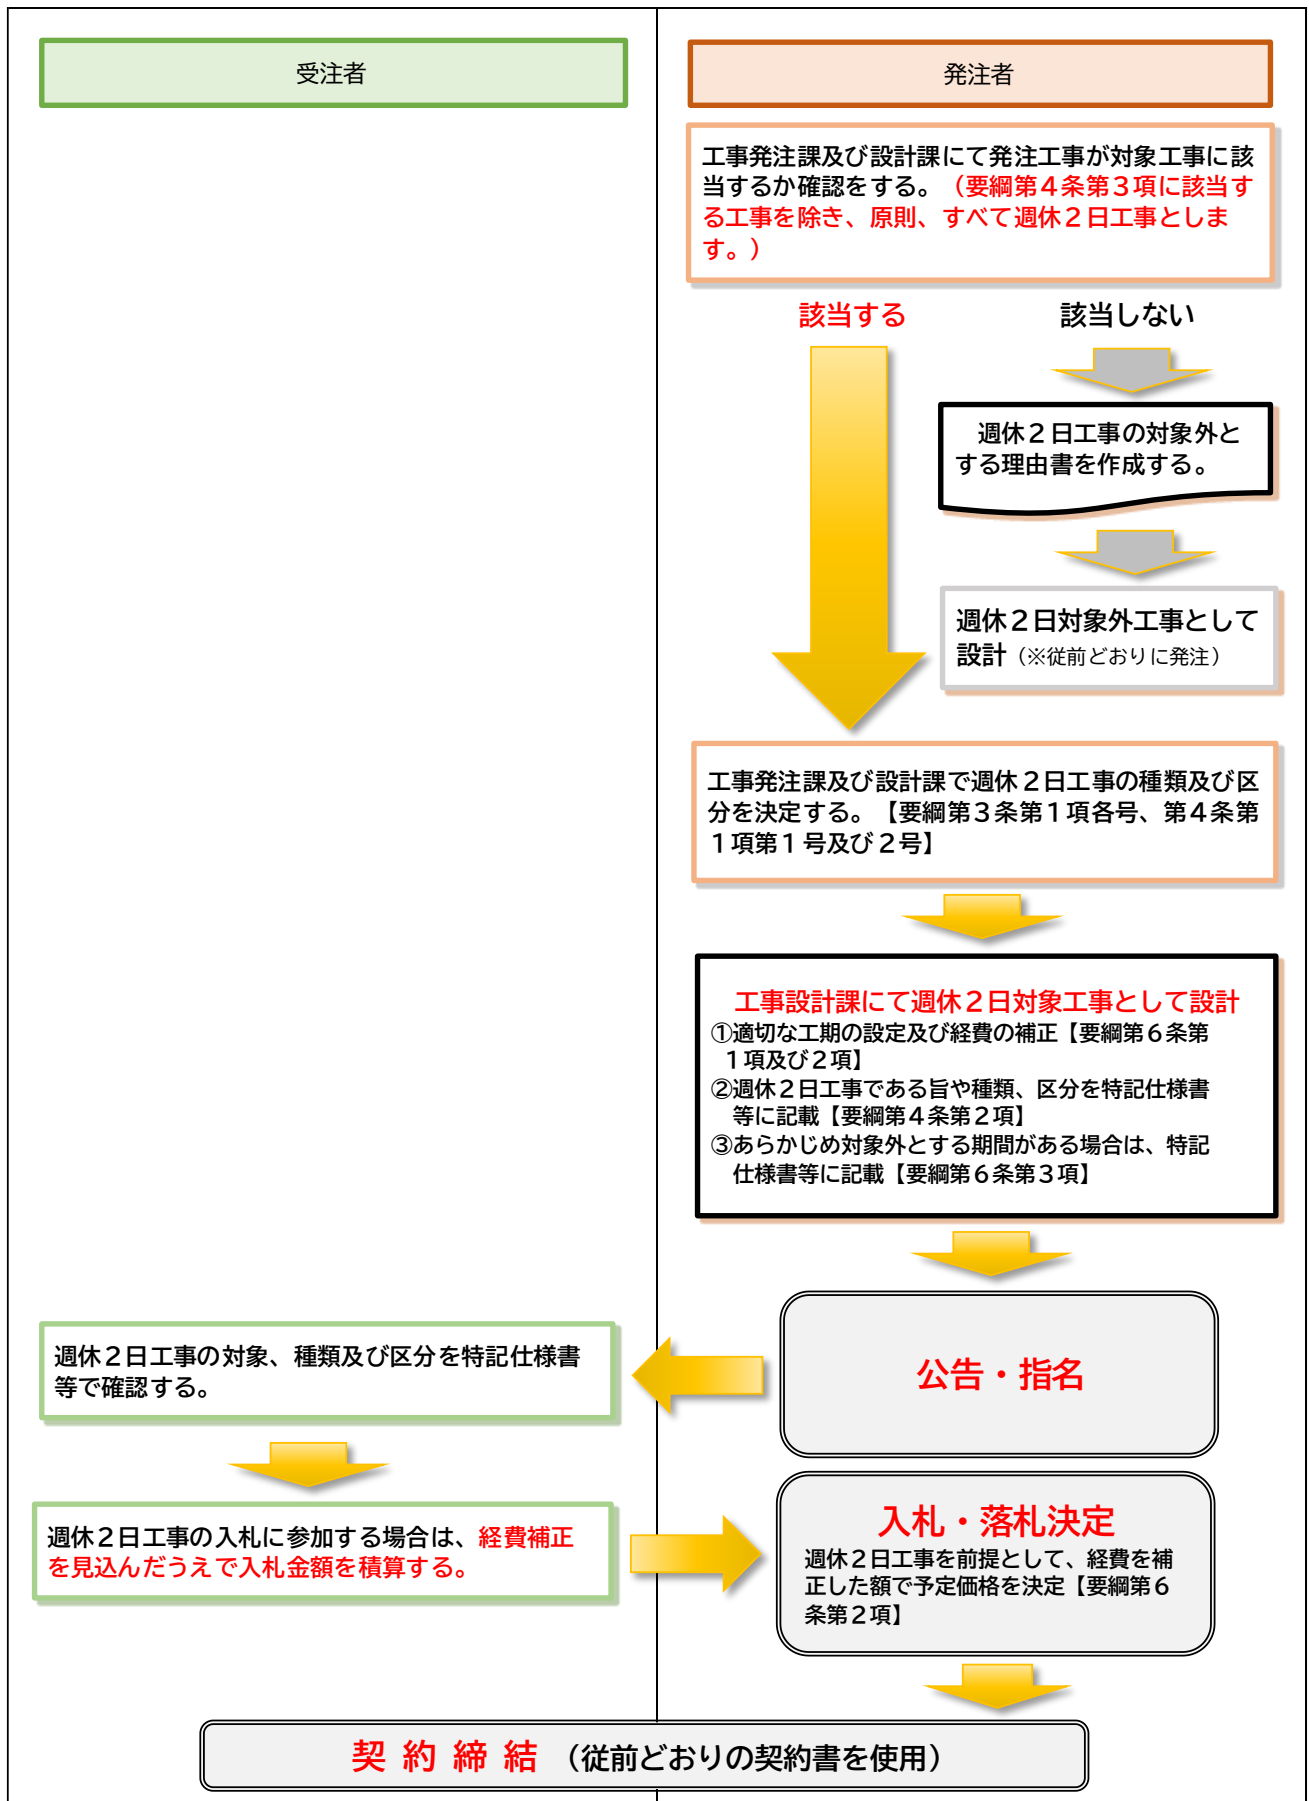 受注者
発注者
工事発注課及び設計課にて発注工事が対象工事に該
当するか確認をする。（要綱第４条第３項に該当す
る工事を除き、原則、すべて週休２日工事としま
す。）
該当する
該当しない
週休２日工事の対象外と
する理由書を作成する。
週休２日対象外工事として
設計（※従前どおりに発注）
工事発注課及び設計課で週休２日工事の種類及び区
分を決定する。【要綱第３条第１項各号、第４条第
１項第１号及び２号】
工事設計課にて週休２日対象工事として設計
①適切な工期の設定及び経費の補正【要綱第６条第
１項及び２項】
②週休２日工事である旨や種類、区分を特記仕様書
等に記載【要綱第４条第２項】
③あらかじめ対象外とする期間がある場合は、特記
仕様書等に記載【要綱第６条第３項】
公告・指名
週休２日工事の対象、種類及び区分を特記仕様書
等で確認する。
週休２日工事の入札に参加する場合は、経費補正
を見込んだうえで入札金額を積算する。
入札・落札決定
週休２日工事を前提として、経費を補
正した額で予定価格を決定【要綱第６
条第２項】
契 約 締 結 （従前どおりの契約書を使用）